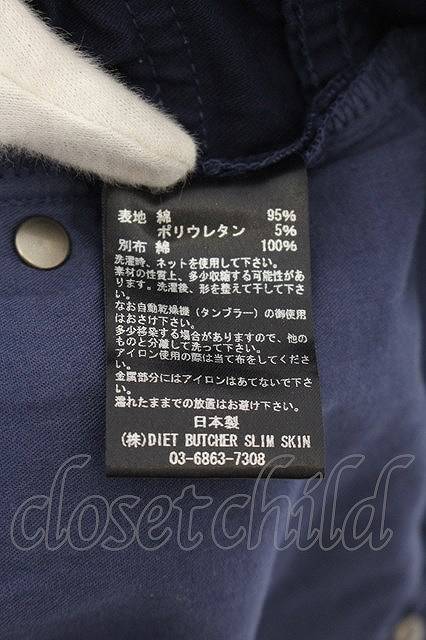 表地 綿 95%
ポリウレタン 5%
別布 綿 100%
洗濯時、ネットを使用して下さい。
素材の性質上、多少収縮する可能性があ
ります。洗濯後、形を整えて干して下さ
い。
なお自動乾燥機（タンブラー）の御使用
はおさけ下さい。
多少移染する場合がありますので、他の
ものと分離して洗って下さい。
アイロン使用の際は当て布をしてくださ
い。
金属部分にはアイロンはあてないで下さ
い。
濡れたままでの放置はお避け下さい。
日本製
(株)DIET BUTCHER SLIM SKIN
03-6863-7308
closetchild